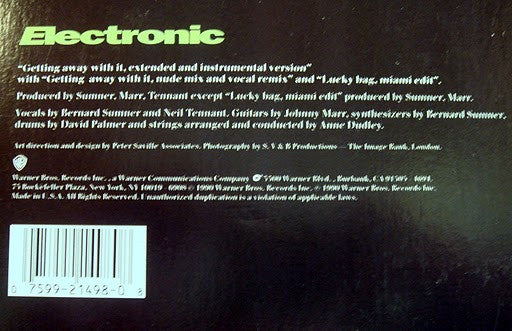 Electronic
“Getting away with it, extended and instrumental version”
with “Getting away with it, nude mix and vocal remix” and “Lucky bag, miami edit”.
Produced by Sumner, Marr, Tennant except “Lucky bag, miami edit” produced by Sumner, Marr.
Vocals by Bernard Sumner and Neil Tennant. Guitars by Johnny Marr, synthesizers by Bernard Sumner,
drums by David Palmer and strings arranged and conducted by Anne Dudley.
Art direction and design by Peter Saville Associates. Photography by S. V & B Productions — The Image Bank, London.
Warner Bros. Records Inc., a Warner Communications Company 3300 Warner Blvd., Burbank, CA 91505 - 4694.
75 Rockefeller Plaza, New York, NY 10019 - 6908 ℗ 1990 Warner Bros. Records Inc. © 1990 Warner Bros. Records Inc.
Made in U.S.A. All Rights Reserved. Unauthorized duplication is a violation of applicable laws.
0 7599-21498-0 8